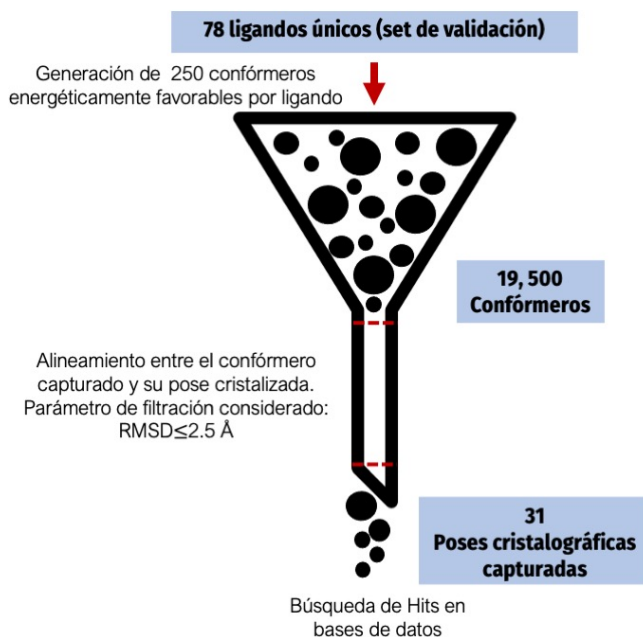 78 ligandos únicos (set de validación)
Generación de 250 confórmeros
energéticamente favorables por ligando
19, 500
Confórmeros
Alineamiento entre el confórmero
capturado y su pose cristalizada.
Parámetro de filtración considerado:
RMSD≤2.5 Å
31
Poses cristalográficas
capturadas
Búsqueda de Hits en
bases de datos